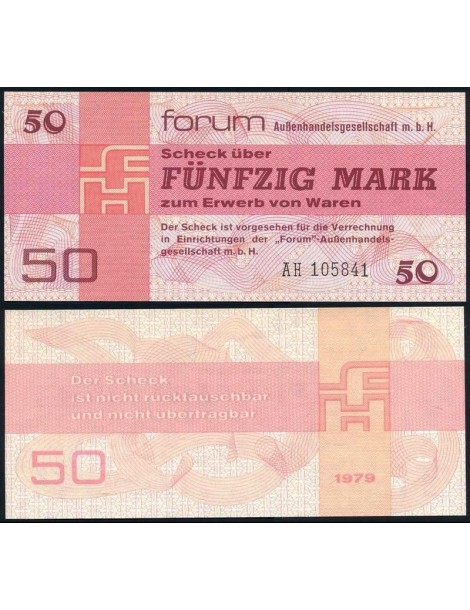 50
forum Außenhandelsgesellschaft m. b. H.
Scheck über
FÜNFZIG MARK
zum Erwerb von Waren
Der Scheck ist vorgesehen für die Verrechnung
in Einrichtungen der „Forum"-Außenhandels-
gesellschaft m. b. H.
50
AH 105841
50
Der Scheck
ist nicht rücktauschbar
und nicht übertragbar
50
1979